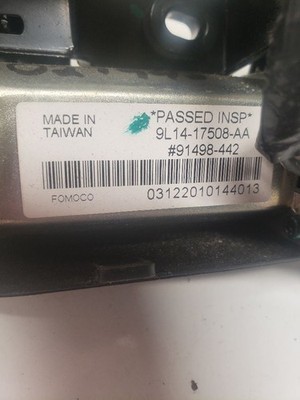 MADE IN
TAIWAN
*PASSED INSP*
9L14-17508-AA
#91498-442
FOMOCO
03122010144013